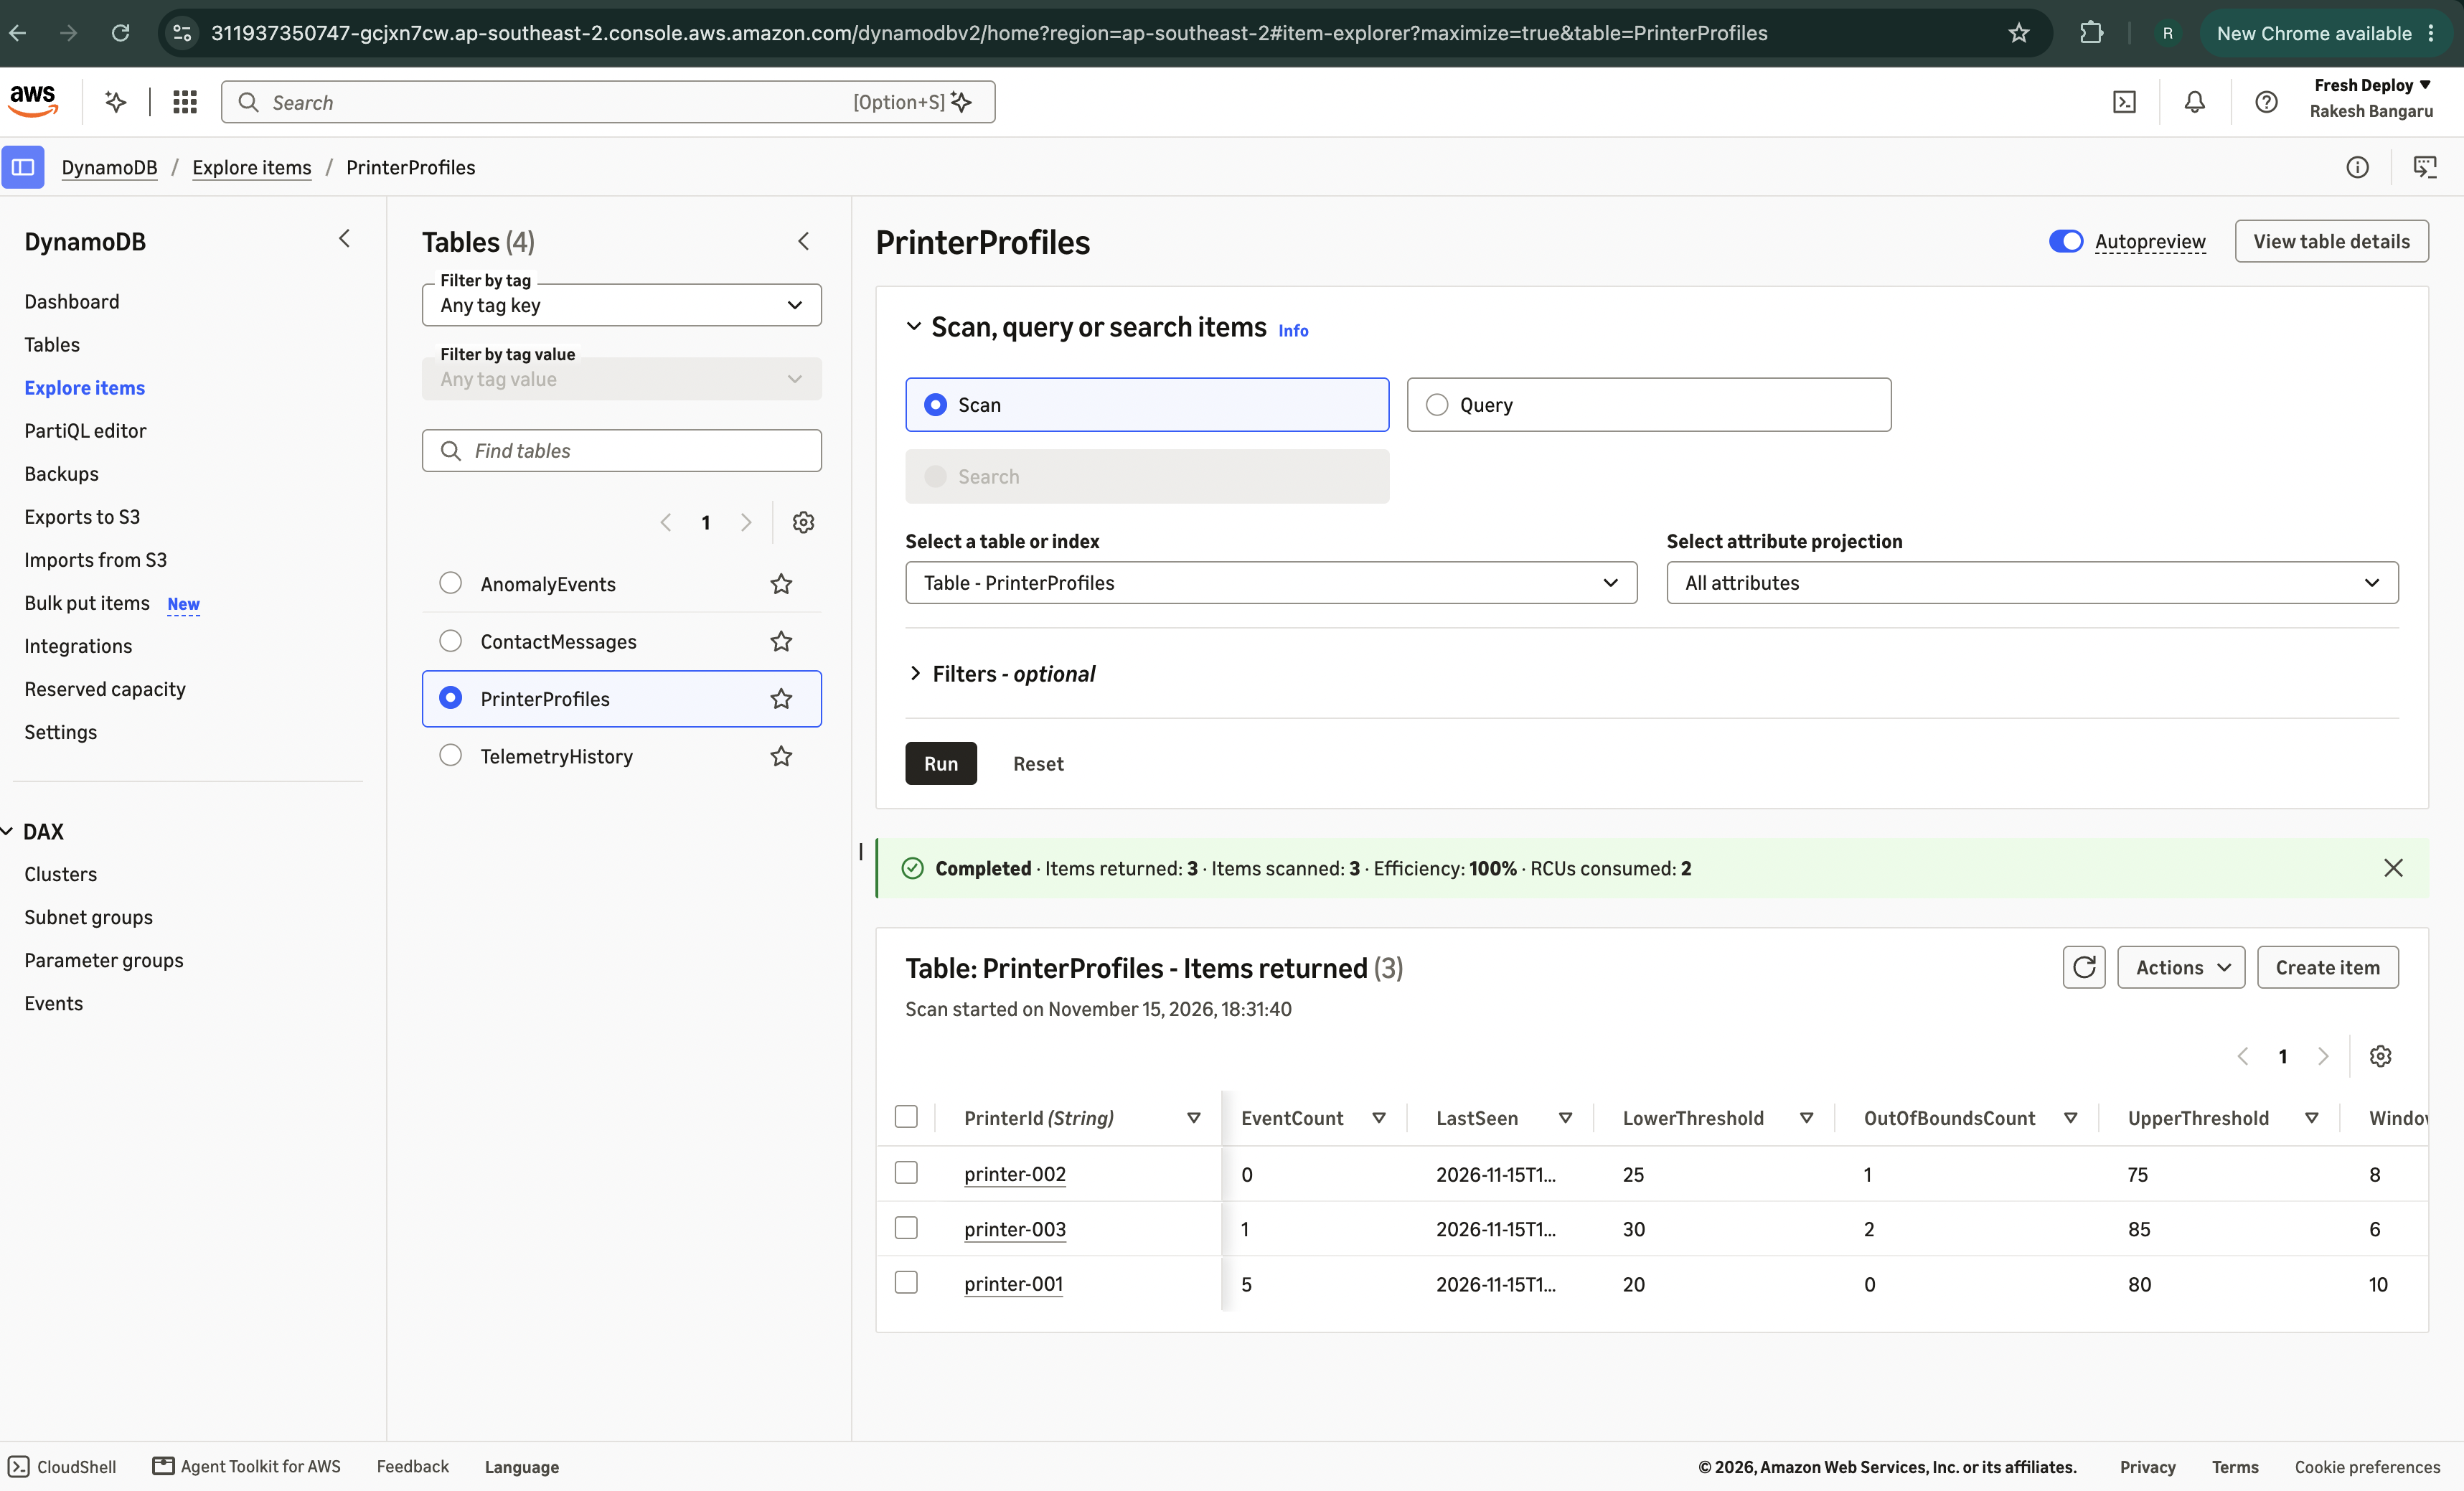 311937350747-gcjxn7cw.ap-southeast-2.console.aws.amazon.com/dynamodbv2/home?region=ap-southeast-2#item-explorer?maximize=true&table=PrinterProfiles
R
New Chrome available
aws
Search
[Option+S]
Fresh Deploy
Rakesh Bangaru
DynamoDB / Explore items / PrinterProfiles
DynamoDB
Dashboard
Tables
Explore items
PartiQL editor
Backups
Exports to S3
Imports from S3
Bulk put items New
Integrations
Reserved capacity
Settings
DAX
Clusters
Subnet groups
Parameter groups
Events
Tables (4)
Filter by tag
Any tag key
Filter by tag value
Any tag value
Find tables
1
AnomalyEvents
ContactMessages
PrinterProfiles
TelemetryHistory
PrinterProfiles
Autopreview
View table details
Scan, query or search items Info
Scan
Query
Search
Select a table or index
Table - PrinterProfiles
Select attribute projection
All attributes
Filters - optional
Run
Reset
Completed · Items returned: 3 · Items scanned: 3 · Efficiency: 100% · RCUs consumed: 2
Table: PrinterProfiles - Items returned (3)
Scan started on November 15, 2026, 18:31:40
Actions
Create item
1
PrinterId (String) EventCount LastSeen LowerThreshold OutOfBoundsCount UpperThreshold Windo
printer-002 0 2026-11-15T1... 25 1 75 8
printer-003 1 2026-11-15T1... 30 2 85 6
printer-001 5 2026-11-15T1... 20 0 80 10
CloudShell
Agent Toolkit for AWS
Feedback
Language
© 2026, Amazon Web Services, Inc. or its affiliates.
Privacy
Terms
Cookie preferences